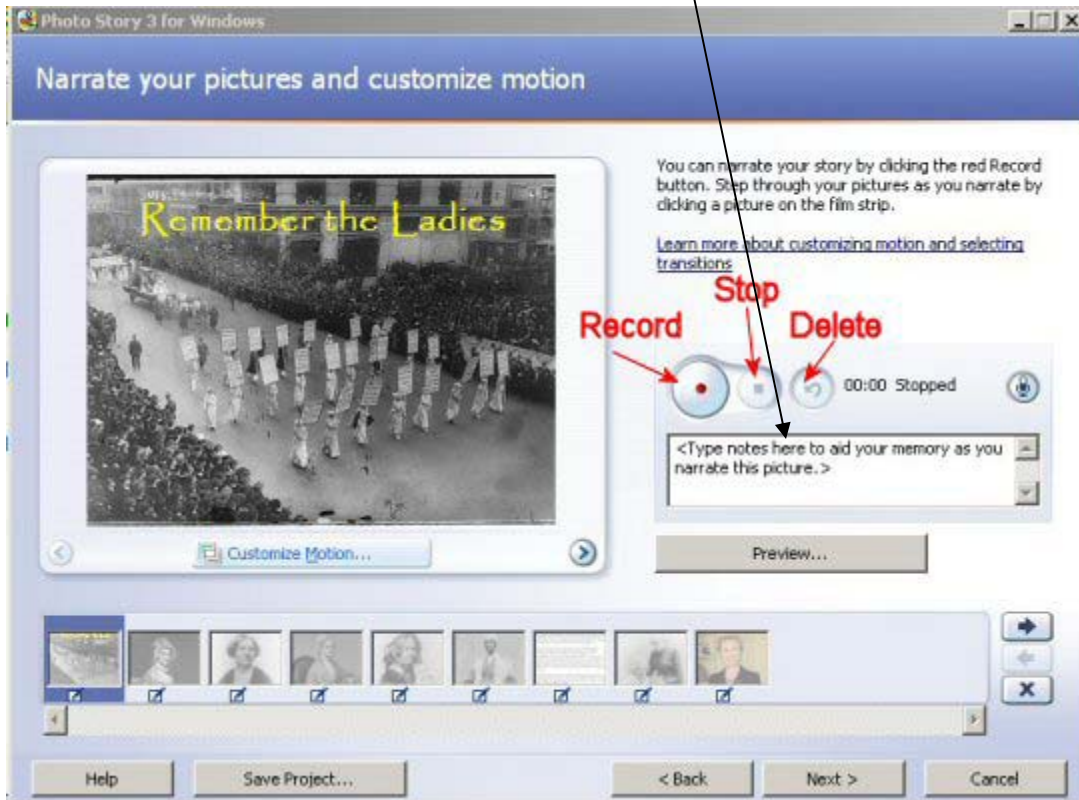 Photo Story 3 for Windows
Narrate your pictures and customize motion
Remember the Ladies
You can narrate your story by clicking the red Record
button. Step through your pictures as you narrate by
clicking a picture on the film strip.
Learn more about customizing motion and selecting
transitions
Stop
Record
Delete
00:00 Stopped
<Type notes here to aid your memory as you
narrate this picture.>
Customize Motion...
Preview...
Help
Save Project...
< Back
Next >
Cancel